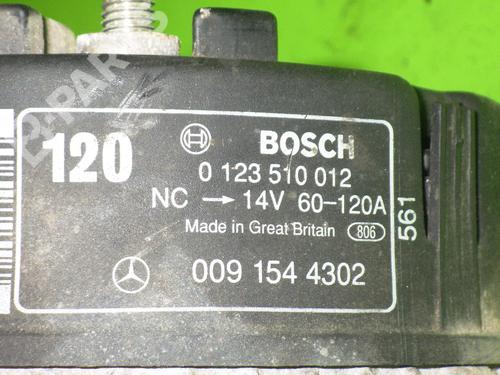 B-PARTS
120
BOSCH
0 123 510 012
NC → 14V 60-120A
Made in Great Britain 806
561
009 154 4302